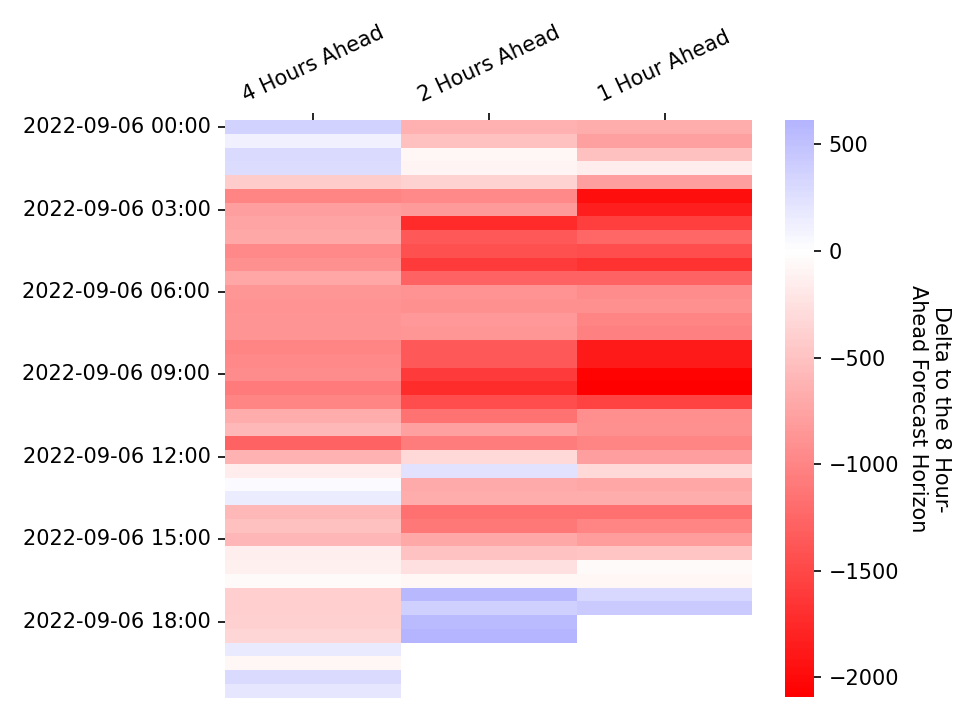 4 Hours Ahead
2 Hours Ahead
1 Hour Ahead
2022-09-06 00:00
2022-09-06 03:00
2022-09-06 06:00
2022-09-06 09:00
2022-09-06 12:00
2022-09-06 15:00
2022-09-06 18:00
500
0
−500
−1000
−1500
−2000
Delta to the 8 Hour-
Ahead Forecast Horizon